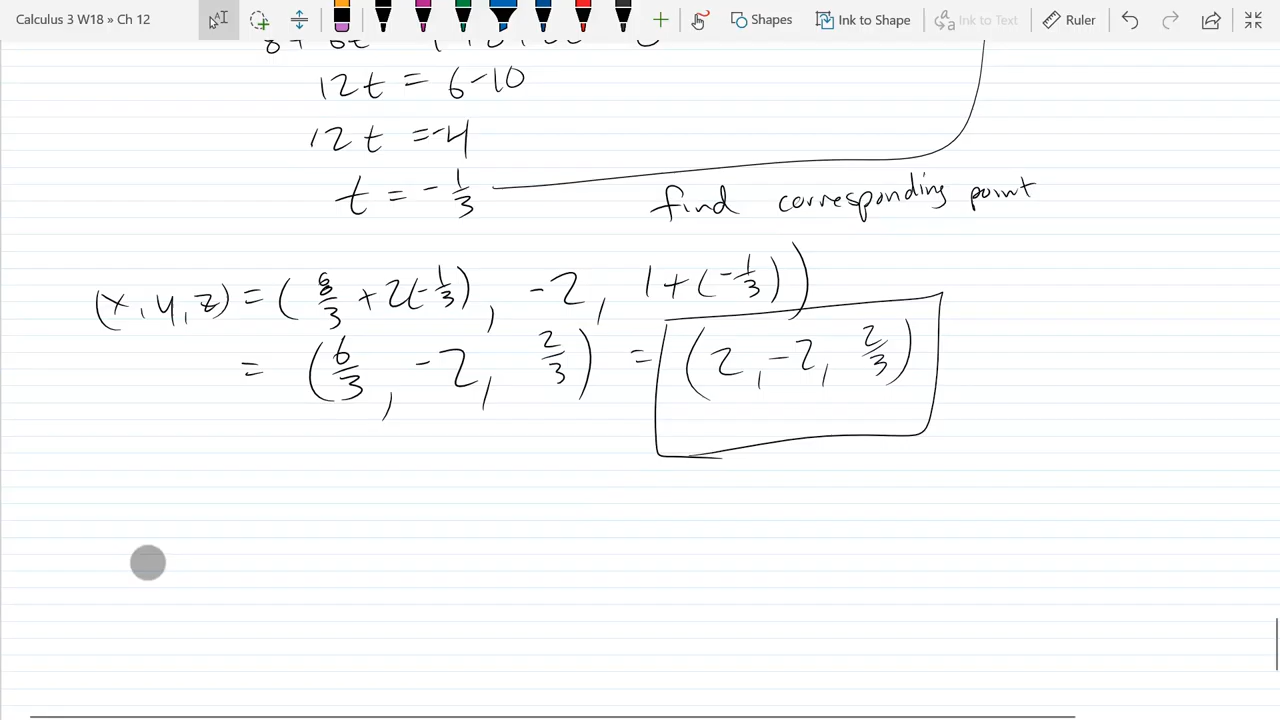 Calculus 3 W18 » Ch 12 Shapes Ink to Shape Ink to Text Ruler
12t = 6-10
12t = -4
t = -1/3
find corresponding point
(x, y, z) = (8/3 + 2(-1/3), -2, 1+(-1/3))
= (6/3, -2, 2/3) = (2, -2, 2/3)